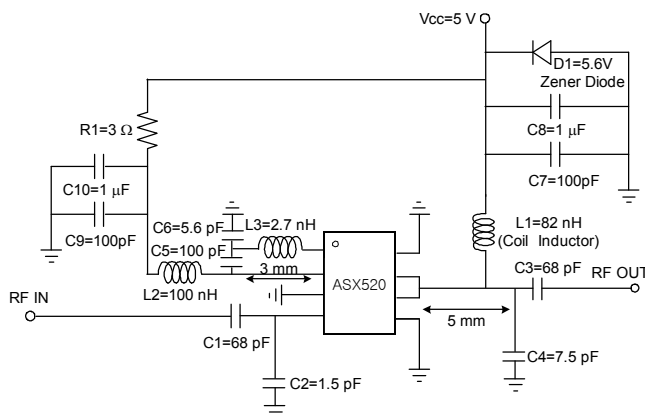 Vcc=5 V
D1=5.6V
Zener Diode
R1=3 Ω
C8=1 μF
C10=1 μF
C7=100pF
C9=100pF
C6=5.6 pF
L3=2.7 nH
C5=100 pF
L1=82 nH
(Coil Inductor)
3 mm
ASX520
C3=68 pF
RF OUT
L2=100 nH
RF IN
5 mm
C1=68 pF
C4=7.5 pF
C2=1.5 pF